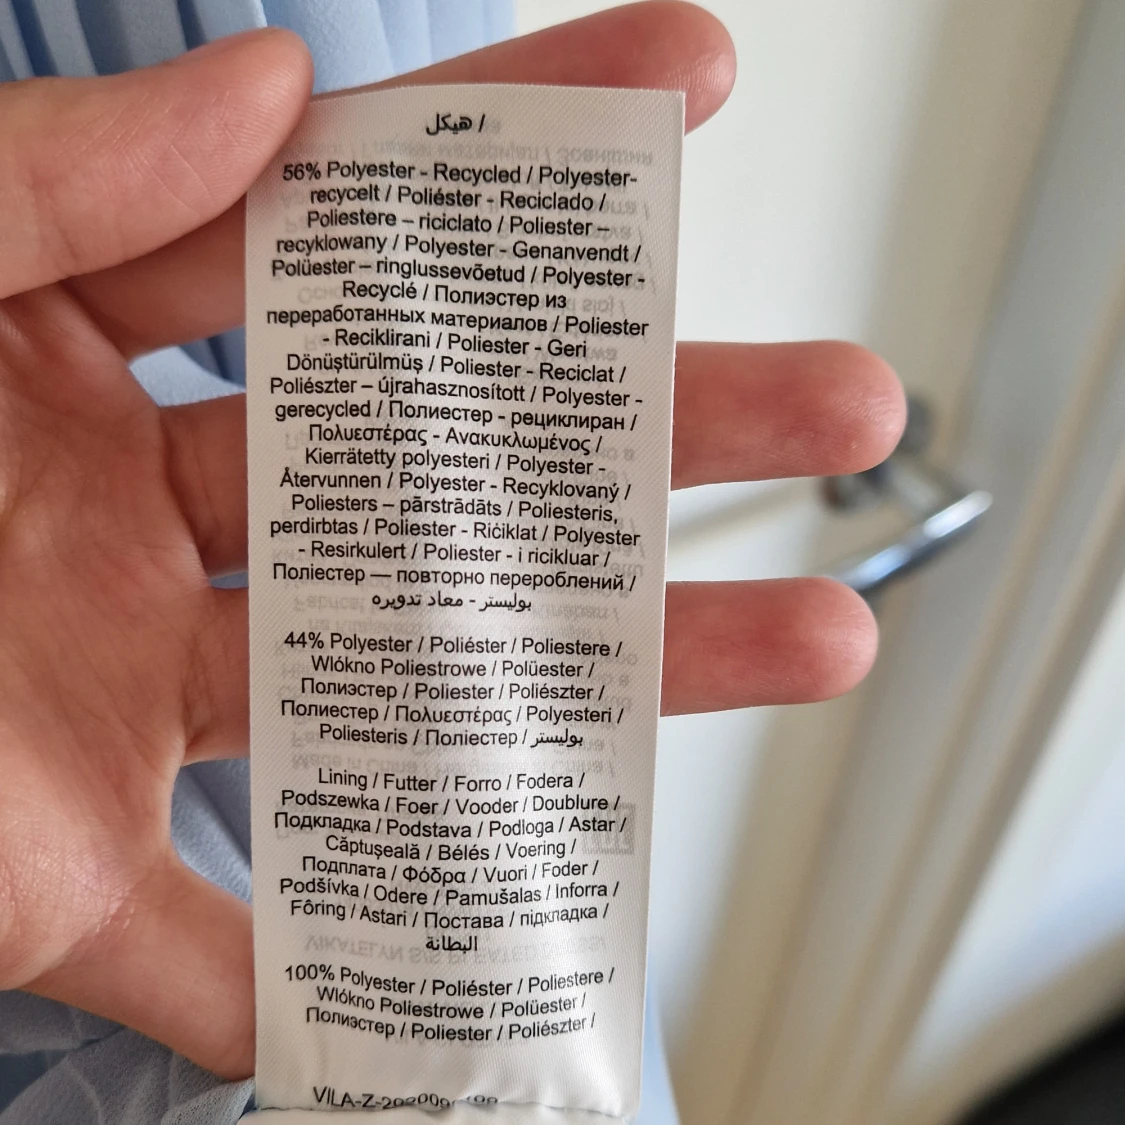 هيكل /
56% Polyester - Recycled / Polyester-
recycelt / Poliéster - Reciclado /
Poliestere – riciclato / Poliester –
recyklowany / Polyester - Genanvendt /
Polüester – ringlussevõetud / Polyester -
Recyclé / Полиэстер из
переработанных материалов / Poliester
- Reciklirani / Poliester - Geri
Dönüştürülmüş / Poliester - Reciclat /
Poliészter – újrahasznosított / Polyester -
gerecycled / Полиестер - рециклиран /
Πολυεστέρας - Ανακυκλωμένος /
Kierrätetty polyesteri / Polyester -
Återvunnen / Polyester - Recyklovaný /
Poliesters – pārstrādāts / Poliesteris,
perdirbtas / Poliester - Riċiklat / Polyester
- Resirkulert / Poliester - i ricikluar /
Поліестер — повторно перероблений /
بوليستر - معاد تدويره
44% Polyester / Poliéster / Poliestere /
Wlókno Poliestrowe / Polüester /
Полиэстер / Poliester / Poliészter /
Полиестер / Πολυεστέρας / Polyesteri /
Poliesteris / Поліестер / بوليستر
Lining / Futter / Forro / Fodera /
Podszewka / Foer / Vooder / Doublure /
Подкладка / Podstava / Podloga / Astar /
Căptuşeală / Bélés / Voering /
Подплата / Φόδρα / Vuori / Foder /
Podšívka / Odere / Pamušalas / Inforra /
Fôring / Astari / Постава / підкладка /
البطانة
100% Polyester / Poliéster / Poliestere /
Wlókno Poliestrowe / Polüester /
Полиэстер / Poliester / Poliészter /